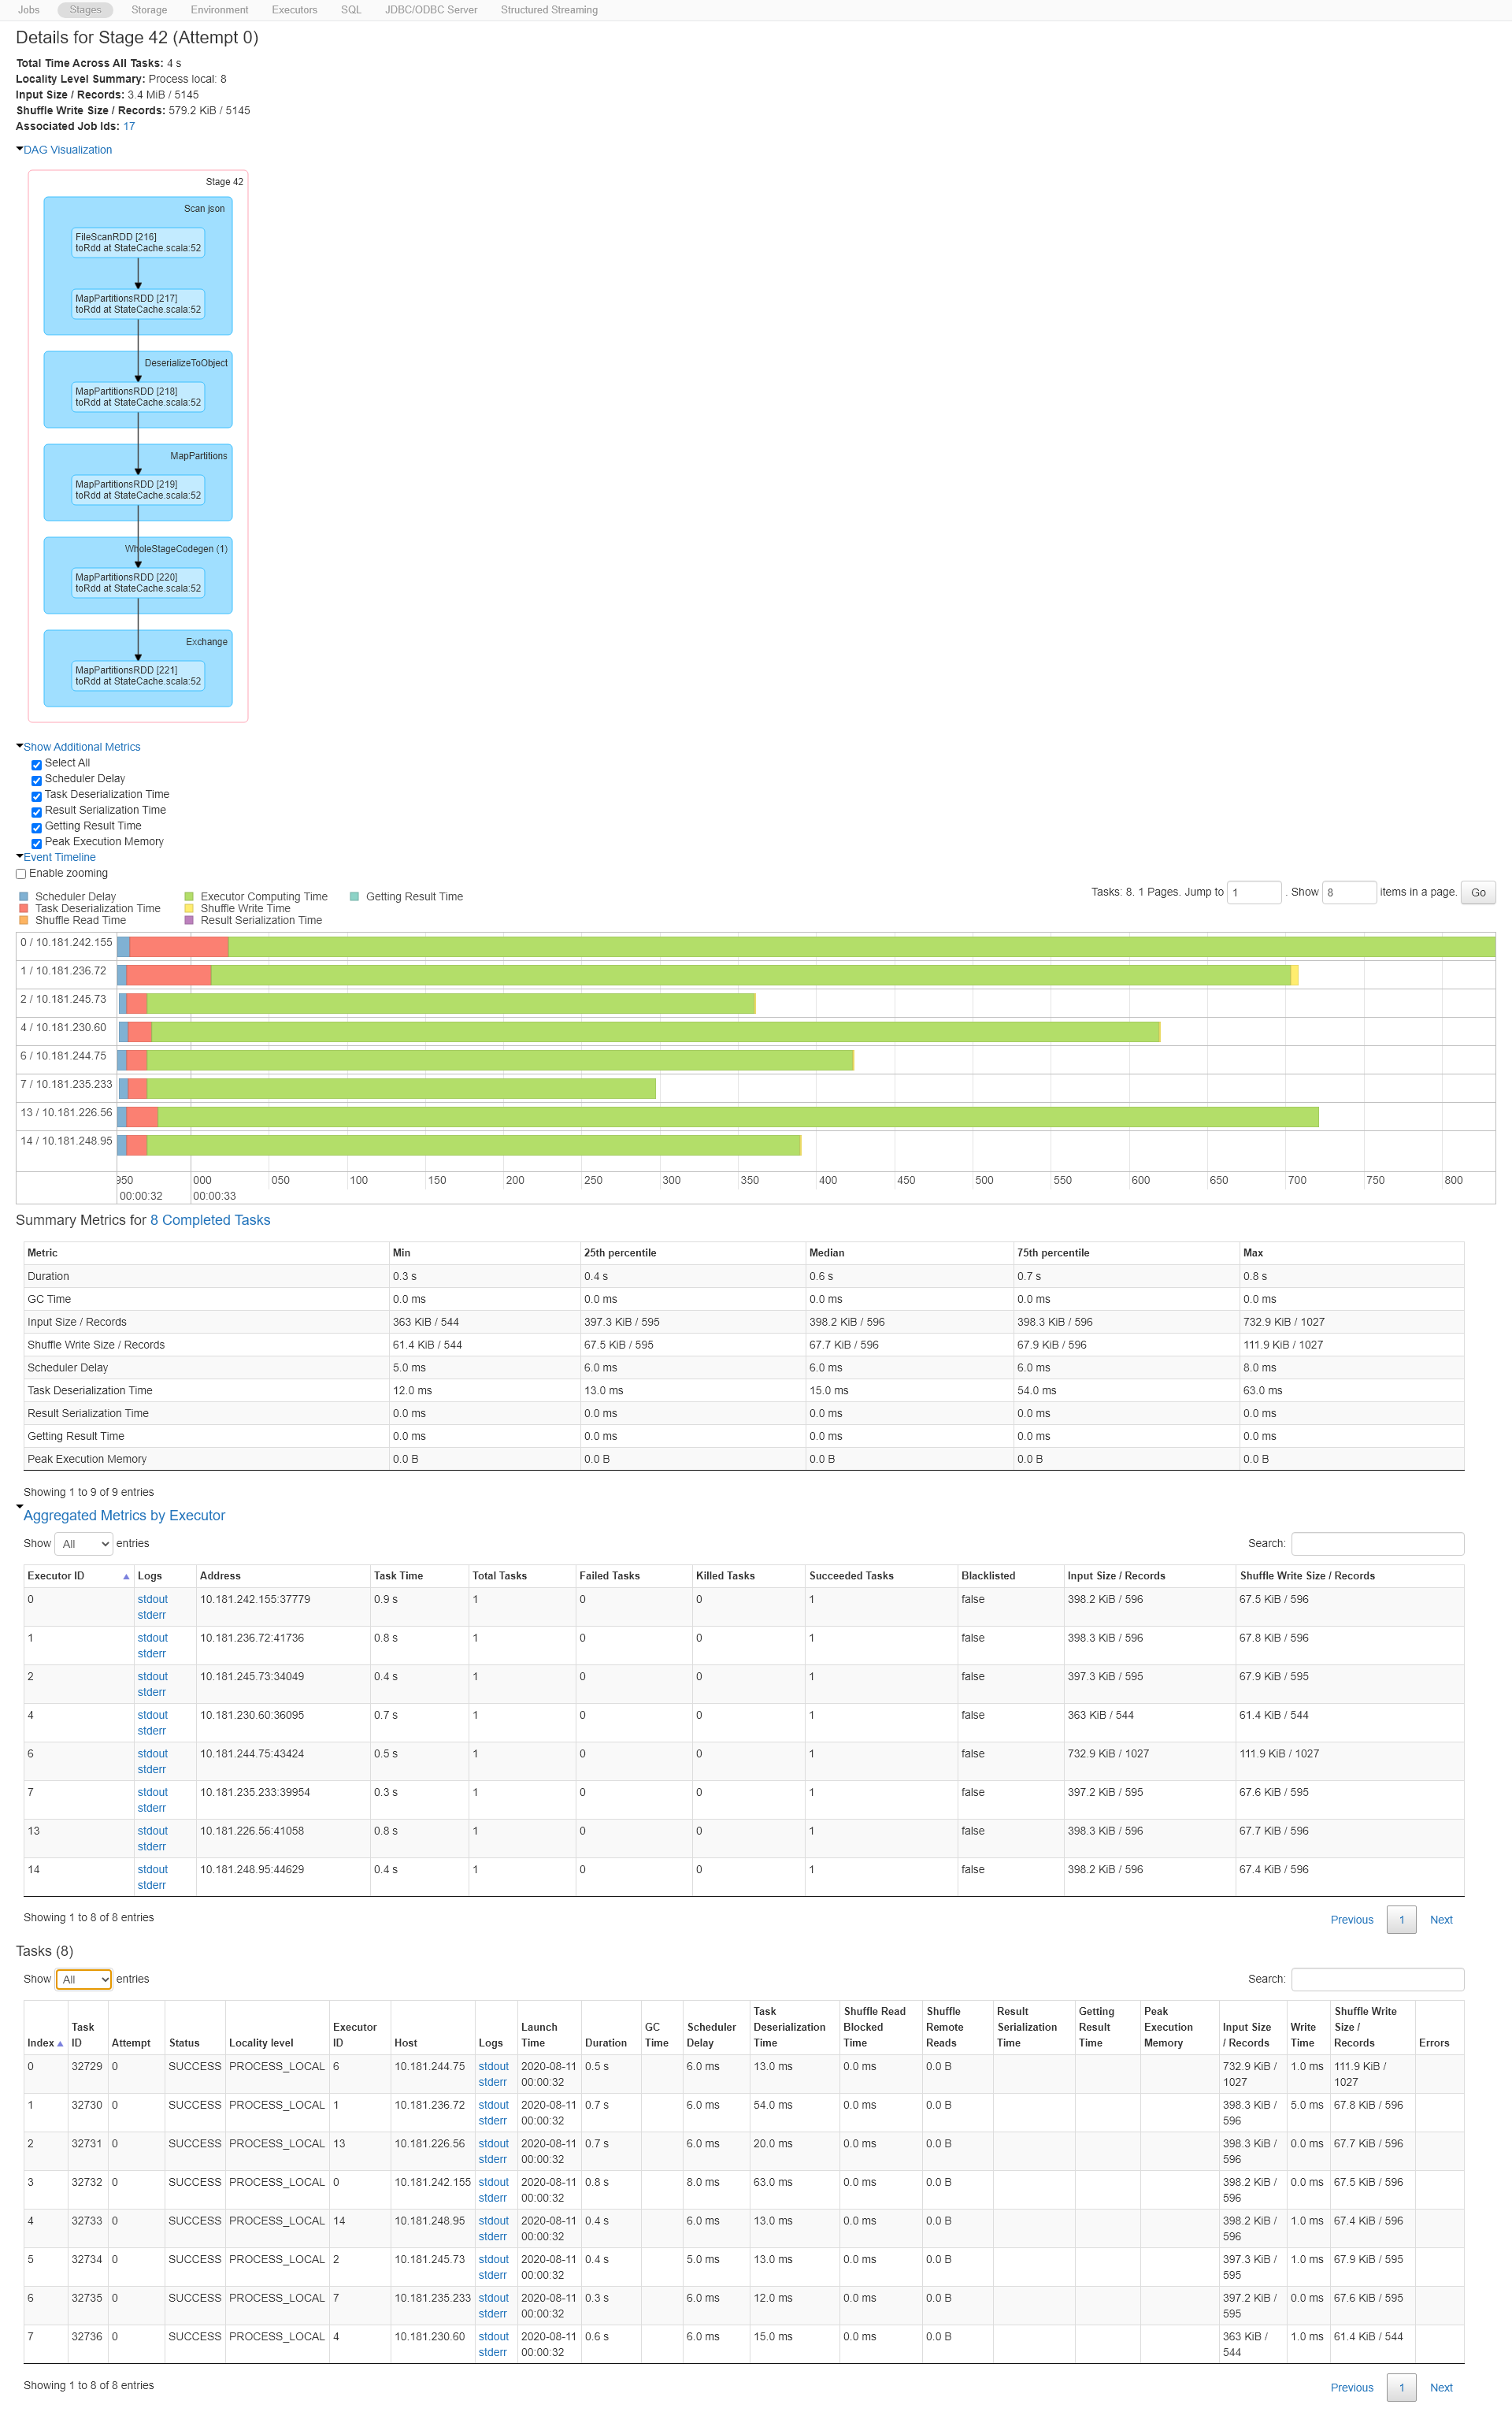 Jobs Stages Storage Environment Executors SQL JDBC/ODBC Server Structured Streaming
Details for Stage 42 (Attempt 0)
Total Time Across All Tasks: 4 s
Locality Level Summary: Process local: 8
Input Size / Records: 3.4 MiB / 5145
Shuffle Write Size / Records: 579.2 KiB / 5145
Associated Job Ids: 17
DAG Visualization
Stage 42
Scan json
FileScanRDD [216]
toRdd at StateCache.scala:52
MapPartitionsRDD [217]
toRdd at StateCache.scala:52
DeserializeToObject
MapPartitionsRDD [218]
toRdd at StateCache.scala:52
MapPartitions
MapPartitionsRDD [219]
toRdd at StateCache.scala:52
WholeStageCodegen (1)
MapPartitionsRDD [220]
toRdd at StateCache.scala:52
Exchange
MapPartitionsRDD [221]
toRdd at StateCache.scala:52
Show Additional Metrics
Select All
Scheduler Delay
Task Deserialization Time
Result Serialization Time
Getting Result Time
Peak Execution Memory
Event Timeline
Enable zooming
Tasks: 8. 1 Pages. Jump to 1 . Show 8 items in a page. Go
Scheduler Delay Executor Computing Time Getting Result Time
Task Deserialization Time Shuffle Write Time
Shuffle Read Time Result Serialization Time
0 / 10.181.242.155
1 / 10.181.236.72
2 / 10.181.245.73
4 / 10.181.230.60
6 / 10.181.244.75
7 / 10.181.235.233
13 / 10.181.226.56
14 / 10.181.248.95
950 000 050 100 150 200 250 300 350 400 450 500 550 600 650 700 750 800
00:00:32 00:00:33
Summary Metrics for 8 Completed Tasks
Metric Min 25th percentile Median 75th percentile Max
Duration 0.3 s 0.4 s 0.6 s 0.7 s 0.8 s
GC Time 0.0 ms 0.0 ms 0.0 ms 0.0 ms 0.0 ms
Input Size / Records 363 KiB / 544 397.3 KiB / 595 398.2 KiB / 596 398.3 KiB / 596 732.9 KiB / 1027
Shuffle Write Size / Records 61.4 KiB / 544 67.5 KiB / 595 67.7 KiB / 596 67.9 KiB / 596 111.9 KiB / 1027
Scheduler Delay 5.0 ms 6.0 ms 6.0 ms 6.0 ms 8.0 ms
Task Deserialization Time 12.0 ms 13.0 ms 15.0 ms 54.0 ms 63.0 ms
Result Serialization Time 0.0 ms 0.0 ms 0.0 ms 0.0 ms 0.0 ms
Getting Result Time 0.0 ms 0.0 ms 0.0 ms 0.0 ms 0.0 ms
Peak Execution Memory 0.0 B 0.0 B 0.0 B 0.0 B 0.0 B
Showing 1 to 9 of 9 entries
Aggregated Metrics by Executor
Show All entries Search:
Executor ID Logs Address Task Time Total Tasks Failed Tasks Killed Tasks Succeeded Tasks Blacklisted Input Size / Records Shuffle Write Size / Records
0 stdout 10.181.242.155:37779 0.9 s 1 0 0 1 false 398.2 KiB / 596 67.5 KiB / 596
stderr
1 stdout 10.181.236.72:41736 0.8 s 1 0 0 1 false 398.3 KiB / 596 67.8 KiB / 596
stderr
2 stdout 10.181.245.73:34049 0.4 s 1 0 0 1 false 397.3 KiB / 595 67.9 KiB / 595
stderr
4 stdout 10.181.230.60:36095 0.7 s 1 0 0 1 false 363 KiB / 544 61.4 KiB / 544
stderr
6 stdout 10.181.244.75:43424 0.5 s 1 0 0 1 false 732.9 KiB / 1027 111.9 KiB / 1027
stderr
7 stdout 10.181.235.233:39954 0.3 s 1 0 0 1 false 397.2 KiB / 595 67.6 KiB / 595
stderr
13 stdout 10.181.226.56:41058 0.8 s 1 0 0 1 false 398.3 KiB / 596 67.7 KiB / 596
stderr
14 stdout 10.181.248.95:44629 0.4 s 1 0 0 1 false 398.2 KiB / 596 67.4 KiB / 596
stderr
Showing 1 to 8 of 8 entries Previous 1 Next
Tasks (8)
Show All entries Search:
Executor Launch GC Scheduler Task Shuffle Read Shuffle Result Getting Peak Input Size Write Shuffle Write
Task ID Time Time Delay Deserialization Blocked Remote Serialization Result Execution / Records Time Size /
Index ID Attempt Status Locality level Host Logs Duration Time Time Reads Time Time Memory Records Errors
0 32729 0 SUCCESS PROCESS_LOCAL 6 10.181.244.75 stdout 2020-08-11 0.5 s 6.0 ms 13.0 ms 0.0 ms 0.0 B 732.9 KiB / 1.0 ms 111.9 KiB /
stderr 00:00:32 1027 1027
1 32730 0 SUCCESS PROCESS_LOCAL 1 10.181.236.72 stdout 2020-08-11 0.7 s 6.0 ms 54.0 ms 0.0 ms 0.0 B 398.3 KiB / 5.0 ms 67.8 KiB / 596
stderr 00:00:32 596
2 32731 0 SUCCESS PROCESS_LOCAL 13 10.181.226.56 stdout 2020-08-11 0.7 s 6.0 ms 20.0 ms 0.0 ms 0.0 B 398.3 KiB / 0.0 ms 67.7 KiB / 596
stderr 00:00:32 596
3 32732 0 SUCCESS PROCESS_LOCAL 0 10.181.242.155 stdout 2020-08-11 0.8 s 8.0 ms 63.0 ms 0.0 ms 0.0 B 398.2 KiB / 0.0 ms 67.5 KiB / 596
stderr 00:00:32 596
4 32733 0 SUCCESS PROCESS_LOCAL 14 10.181.248.95 stdout 2020-08-11 0.4 s 6.0 ms 13.0 ms 0.0 ms 0.0 B 398.2 KiB / 1.0 ms 67.4 KiB / 596
stderr 00:00:32 596
5 32734 0 SUCCESS PROCESS_LOCAL 2 10.181.245.73 stdout 2020-08-11 0.4 s 5.0 ms 13.0 ms 0.0 ms 0.0 B 397.3 KiB / 1.0 ms 67.9 KiB / 595
stderr 00:00:32 595
6 32735 0 SUCCESS PROCESS_LOCAL 7 10.181.235.233 stdout 2020-08-11 0.3 s 6.0 ms 12.0 ms 0.0 ms 0.0 B 397.2 KiB / 0.0 ms 67.6 KiB / 595
stderr 00:00:32 595
7 32736 0 SUCCESS PROCESS_LOCAL 4 10.181.230.60 stdout 2020-08-11 0.6 s 6.0 ms 15.0 ms 0.0 ms 0.0 B 363 KiB / 1.0 ms 61.4 KiB / 544
stderr 00:00:32 544
Showing 1 to 8 of 8 entries Previous 1 Next